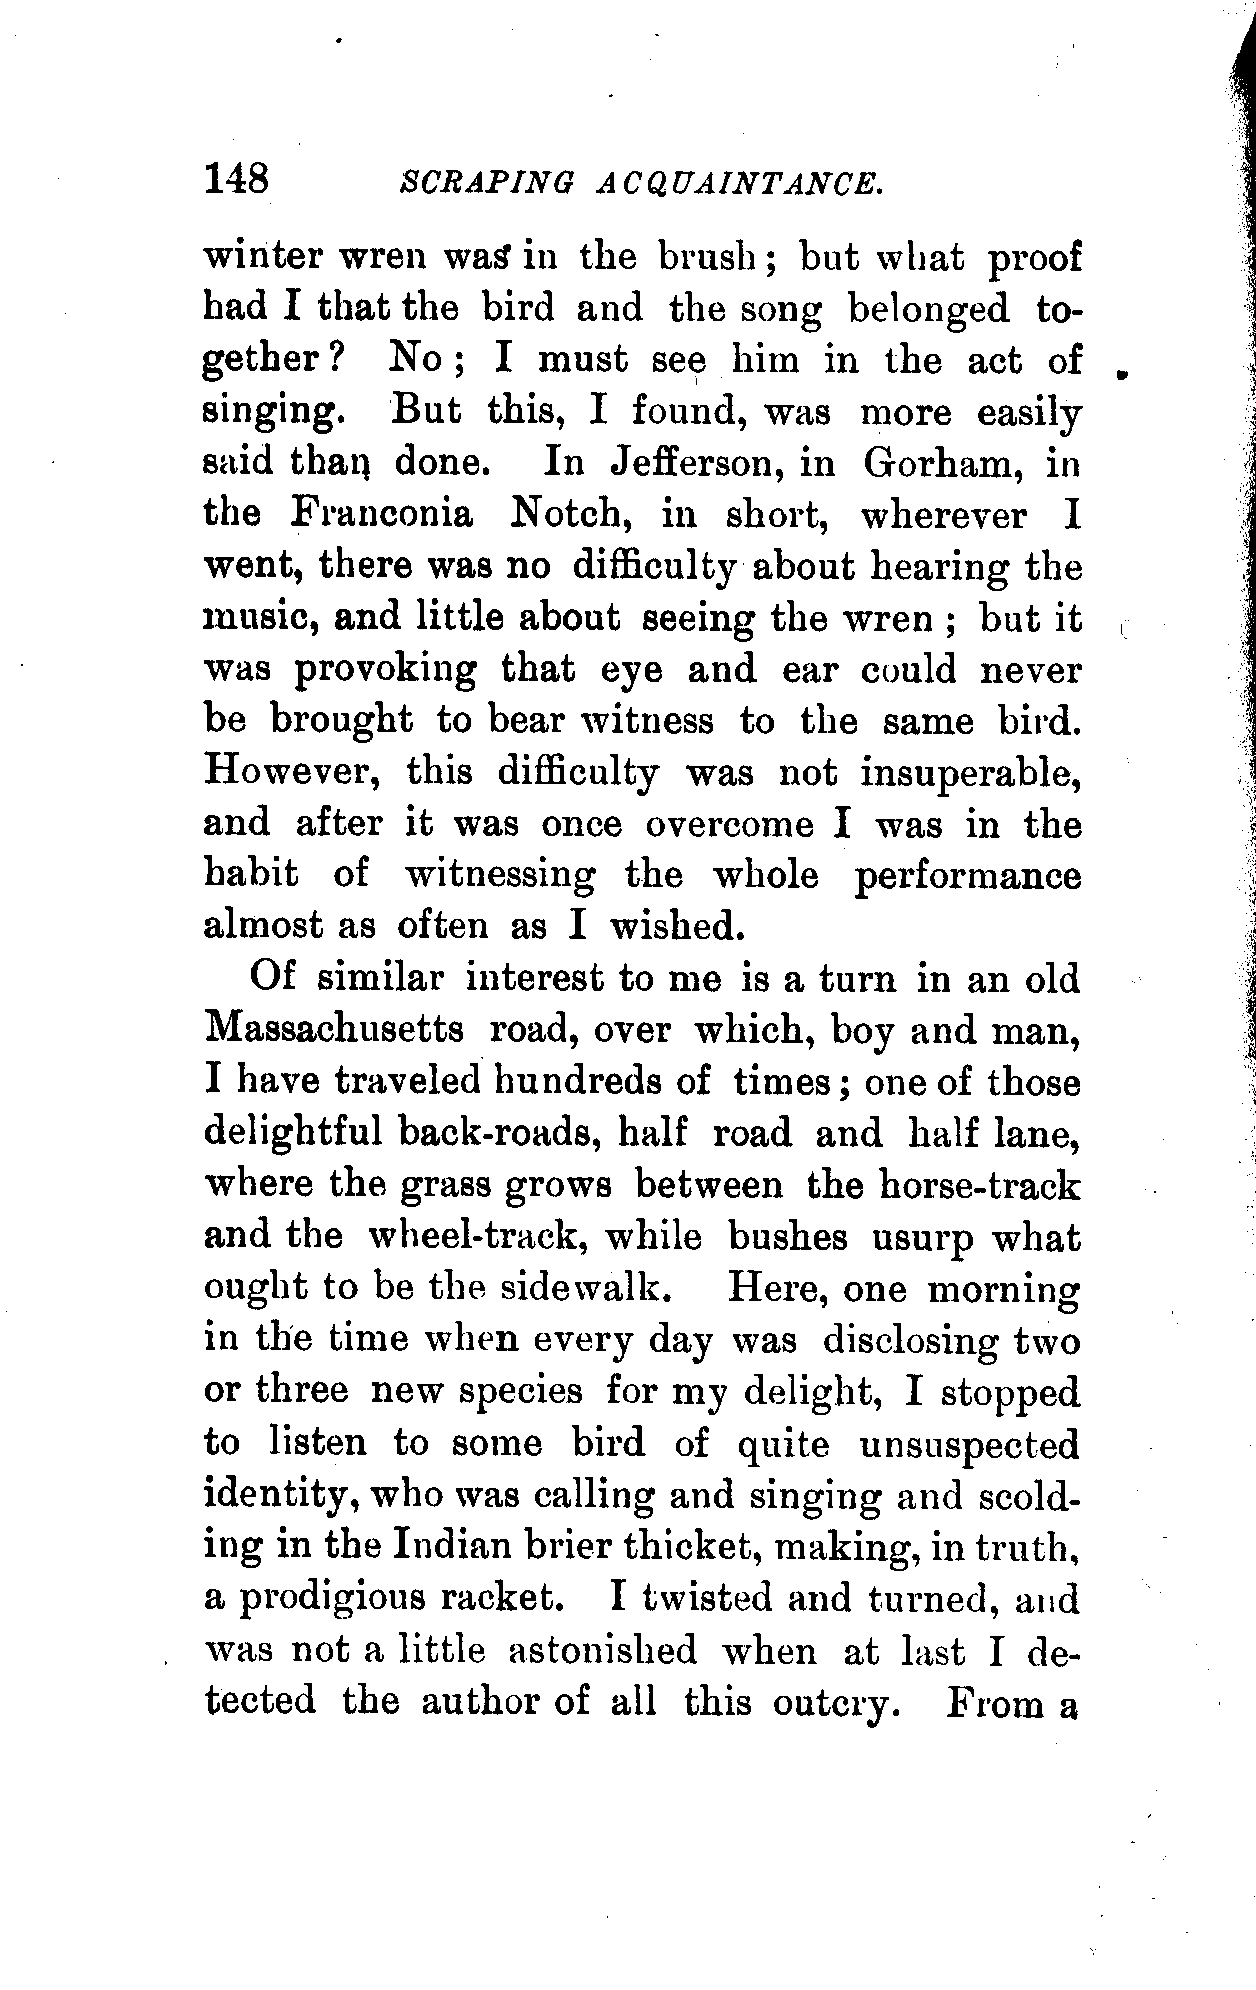 148 SCRAPING ACQUAINTANCE.
winter wren was in the brush; but what proof
had I that the bird and the song belonged to-
gether? No; I must see him in the act of
singing. But this, I found, was more easily
said than done. In Jefferson, in Gorham, in
the Franconia Notch, in short, wherever I
went, there was no difficulty about hearing the
music, and little about seeing the wren; but it
was provoking that eye and ear could never
be brought to bear witness to the same bird.
However, this difficulty was not insuperable,
and after it was once overcome I was in the
habit of witnessing the whole performance
almost as often as I wished.
Of similar interest to me is a turn in an old
Massachusetts road, over which, boy and man,
I have traveled hundreds of times; one of those
delightful back-roads, half road and half lane,
where the grass grows between the horse-track
and the wheel-track, while bushes usurp what
ought to be the sidewalk. Here, one morning
in the time when every day was disclosing two
or three new species for my delight, I stopped
to listen to some bird of quite unsuspected
identity, who was calling and singing and scold-
ing in the Indian brier thicket, making, in truth,
a prodigious racket. I twisted and turned, and
was not a little astonished when at last I de-
tected the author of all this outcry. From a